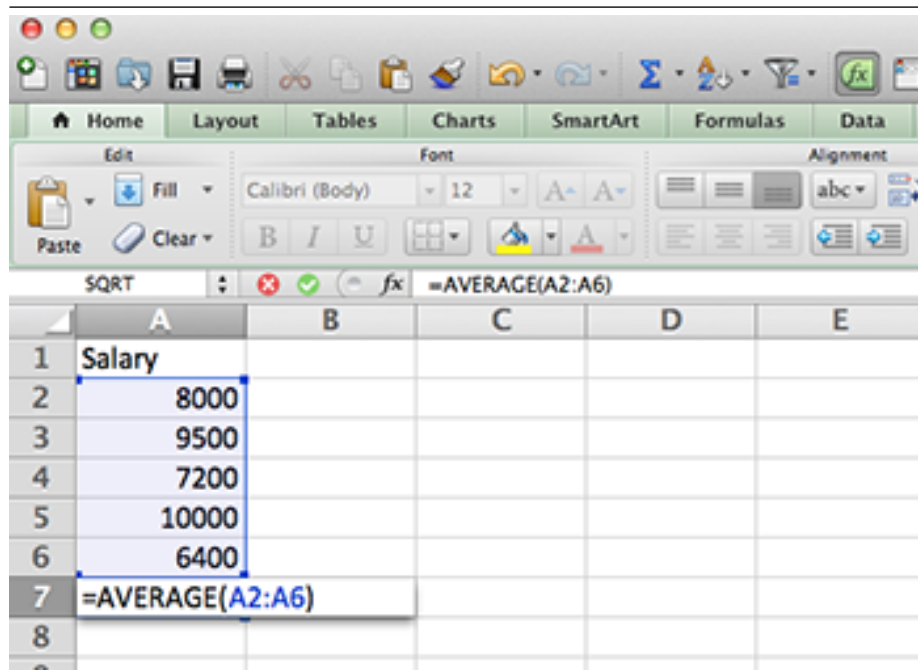 Home Layout Tables Charts SmartArt Formulas Data
Edit Font Alignment
Fill Calibri (Body) 12 A A abc
Paste Clear B I U A
SQRT fx =AVERAGE(A2:A6)
A B C D E
1 Salary
2 8000
3 9500
4 7200
5 10000
6 6400
7 =AVERAGE(A2:A6)
8